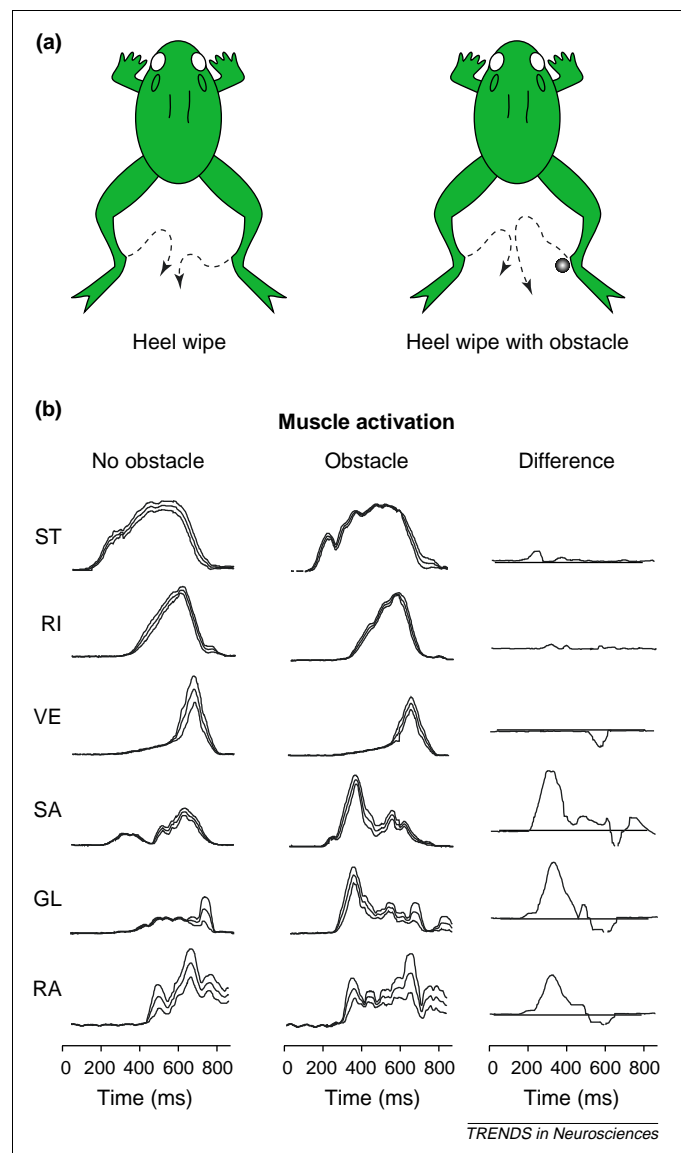 (a)
Heel wipe
Heel wipe with obstacle
(b)
Muscle activation
No obstacle Obstacle Difference
ST
RI
VE
SA
GL
RA
0 200 400 600 800 0 200 400 600 800 0 200 400 600 800
Time (ms) Time (ms) Time (ms)
TRENDS in Neurosciences